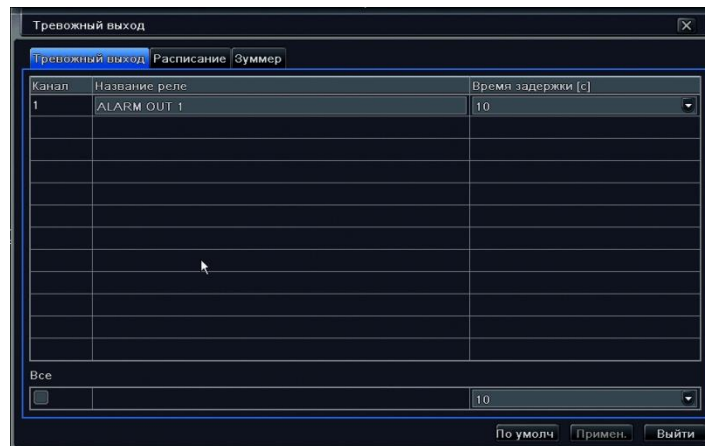 Тревожный выход
Тревожный выход Расписание Зуммер
Канал Название реле Время задержки [с]
1 ALARM OUT 1 10
Все
10
По умолч Примен. Выйти